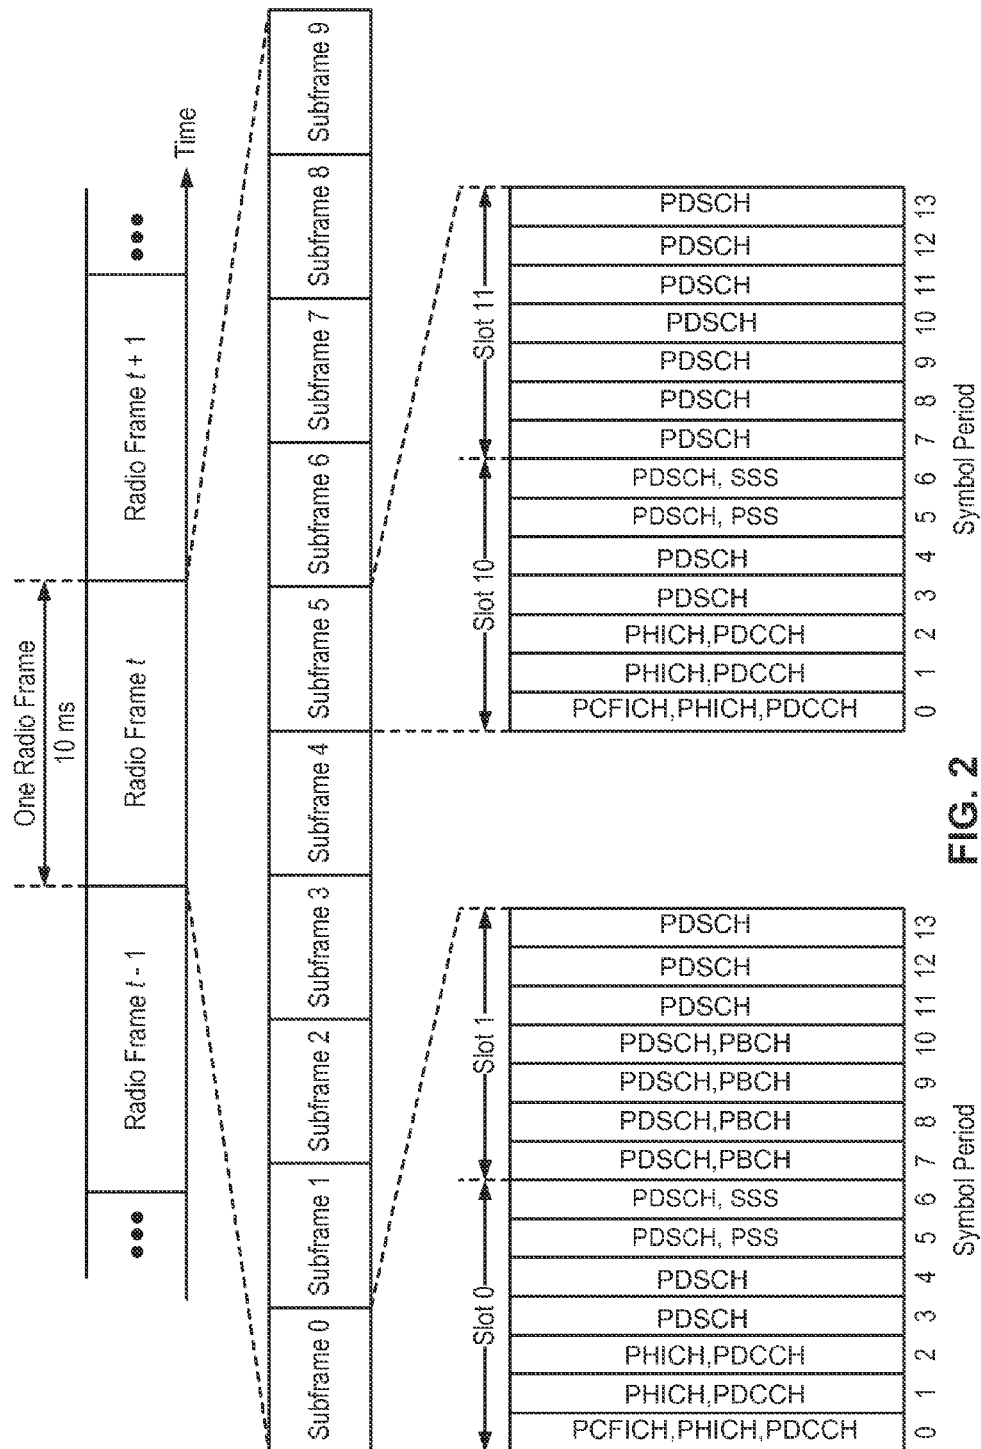 One Radio Frame
10 ms
Radio Frame t - 1
Radio Frame t
Radio Frame t + 1
Time
Subframe 0
Subframe 1
Subframe 2
Subframe 3
Subframe 4
Subframe 5
Subframe 6
Subframe 7
Subframe 8
Subframe 9
Slot 0
Slot 1
PCFICH,PHICH,PDCCH
PHICH,PDCCH
PHICH,PDCCH
PDSCH
PDSCH
PDSCH, PSS
PDSCH, SSS
PDSCH,PBCH
PDSCH,PBCH
PDSCH,PBCH
PDSCH,PBCH
PDSCH
PDSCH
PDSCH
0 1 2 3 4 5 6 7 8 9 10 11 12 13
Symbol Period
Slot 10
Slot 11
PCFICH,PHICH,PDCCH
PHICH,PDCCH
PHICH,PDCCH
PDSCH
PDSCH
PDSCH, PSS
PDSCH, SSS
PDSCH
PDSCH
PDSCH
PDSCH
PDSCH
PDSCH
PDSCH
0 1 2 3 4 5 6 7 8 9 10 11 12 13
Symbol Period
FIG. 2